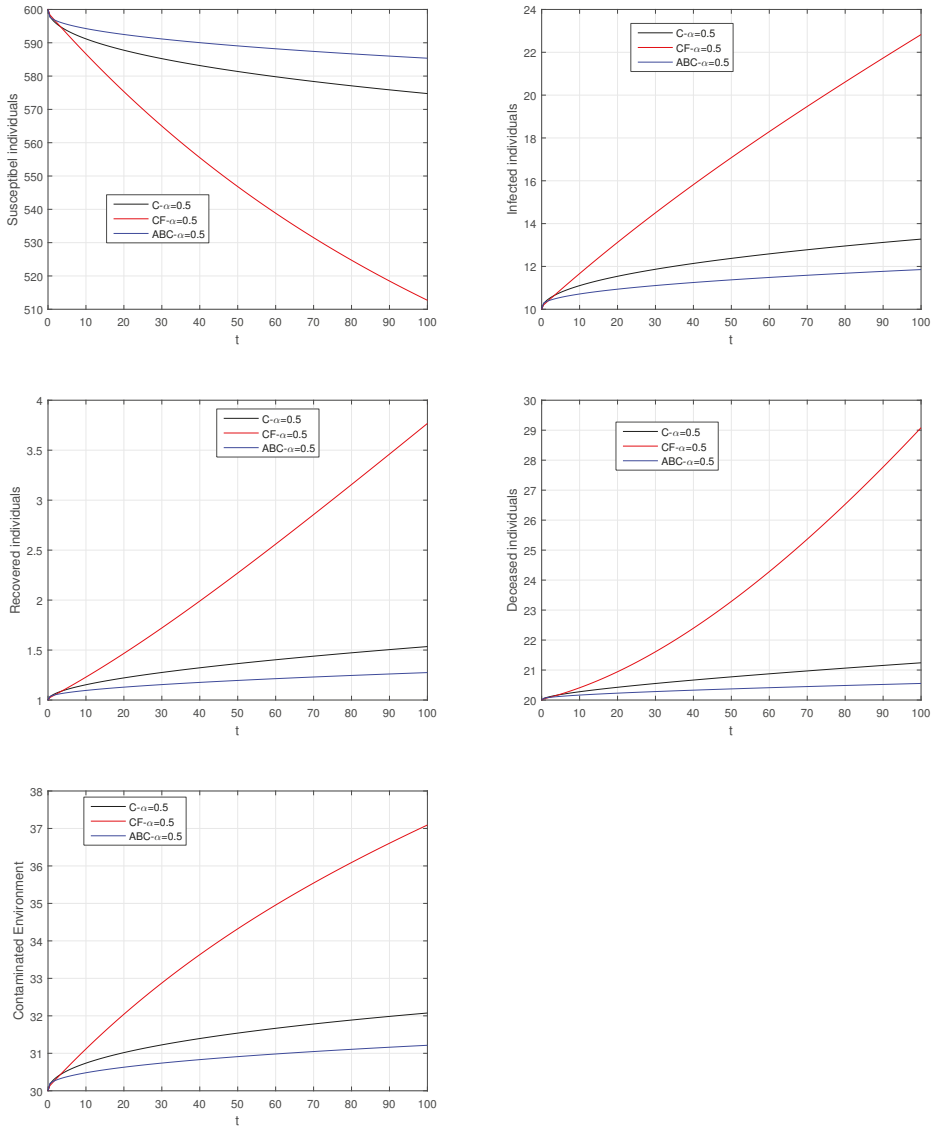 600
590
580
570
560
550
540
530
520
510
Susceptibel individuals
C-α=0.5
CF-α=0.5
ABC-α=0.5
0 10 20 30 40 50 60 70 80 90 100
t
24
22
20
18
16
14
12
10
Infected individuals
C-α=0.5
CF-α=0.5
ABC-α=0.5
0 10 20 30 40 50 60 70 80 90 100
t
4
3.5
3
2.5
2
1.5
1
Recovered individuals
C-α=0.5
CF-α=0.5
ABC-α=0.5
0 10 20 30 40 50 60 70 80 90 100
t
30
29
28
27
26
25
24
23
22
21
20
Deceased individuals
C-α=0.5
CF-α=0.5
ABC-α=0.5
0 10 20 30 40 50 60 70 80 90 100
t
38
37
36
35
34
33
32
31
30
Contaminated Environment
C-α=0.5
CF-α=0.5
ABC-α=0.5
0 10 20 30 40 50 60 70 80 90 100
t